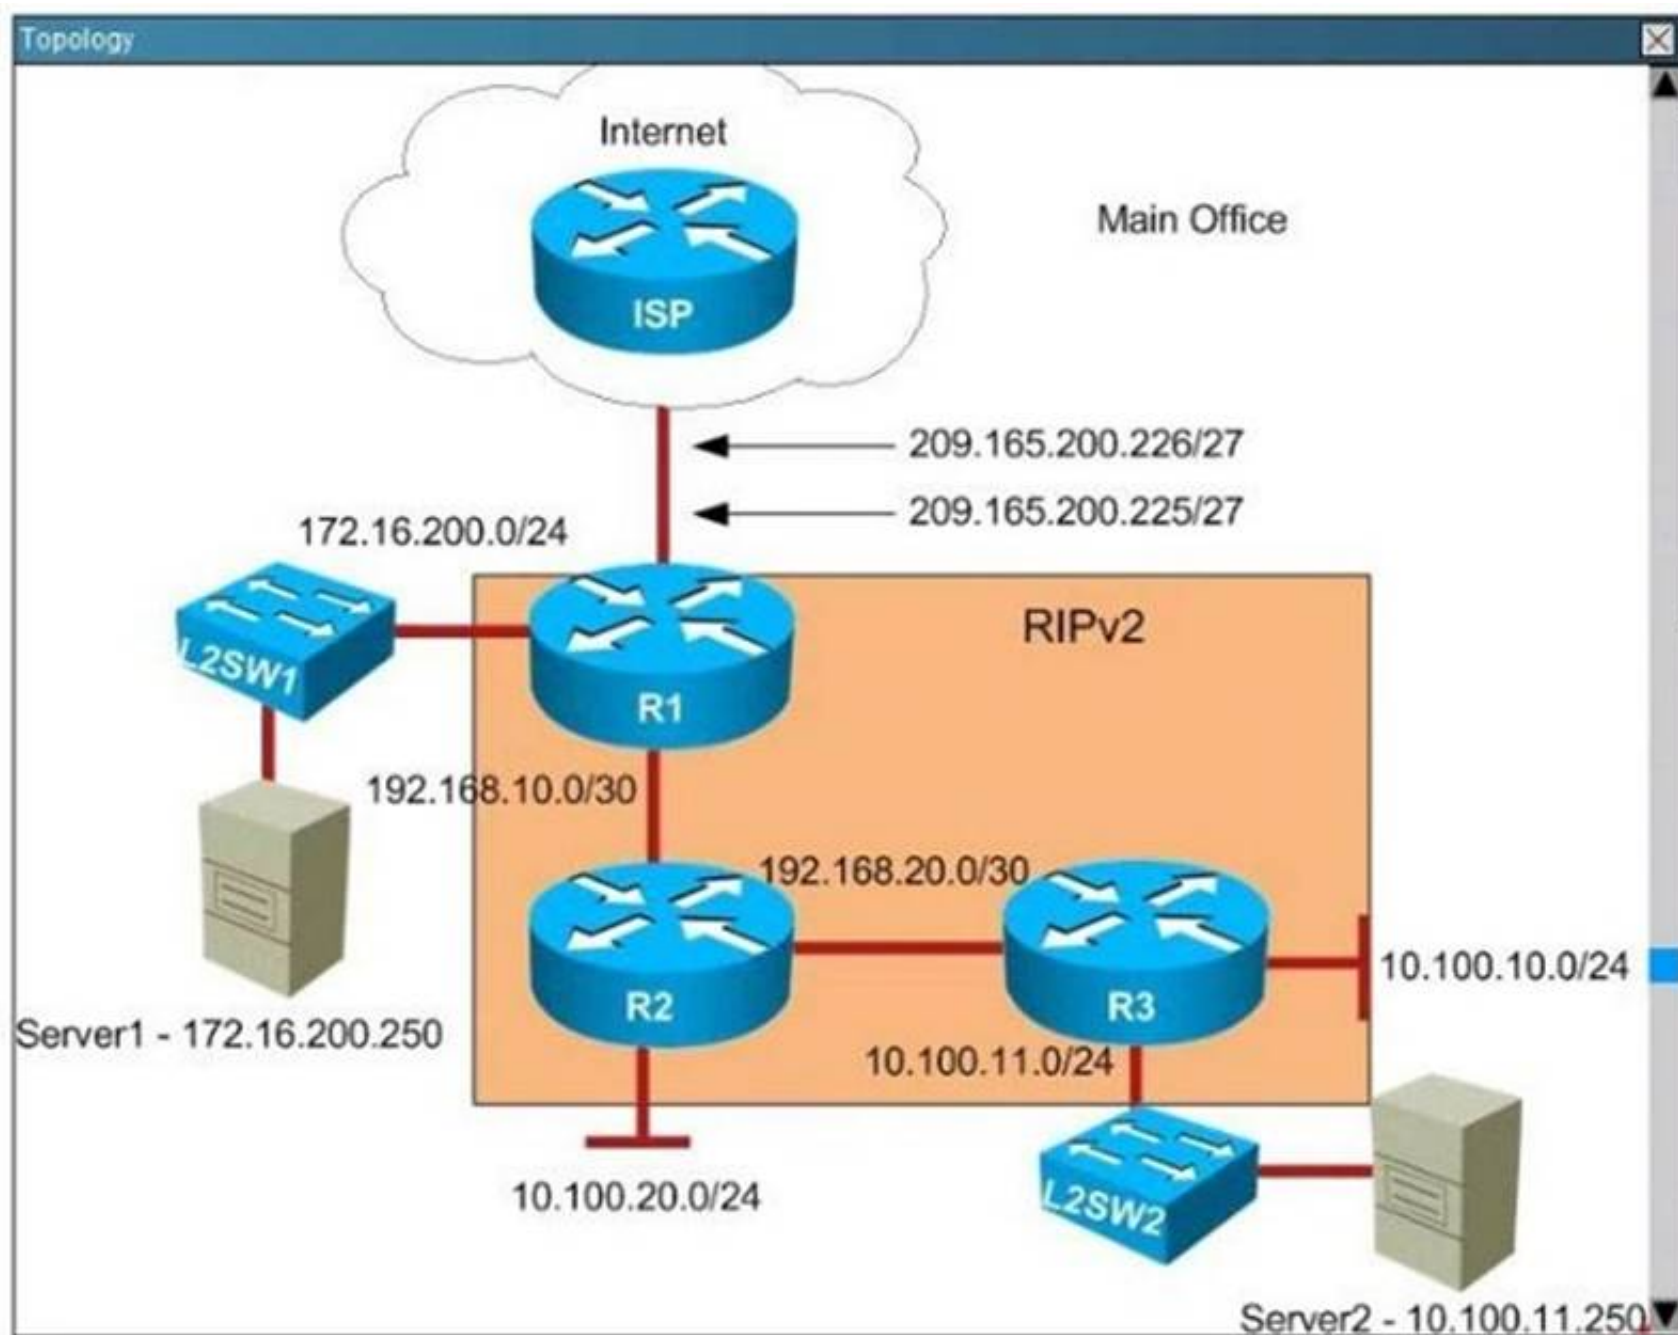 Topology
Internet
Main Office
ISP
209.165.200.226/27
209.165.200.225/27
172.16.200.0/24
RIPv2
L2SW1
R1
192.168.10.0/30
192.168.20.0/30
10.100.10.0/24
R2
R3
Server1 - 172.16.200.250
10.100.11.0/24
10.100.20.0/24
L2SW2
Server2 - 10.100.11.250